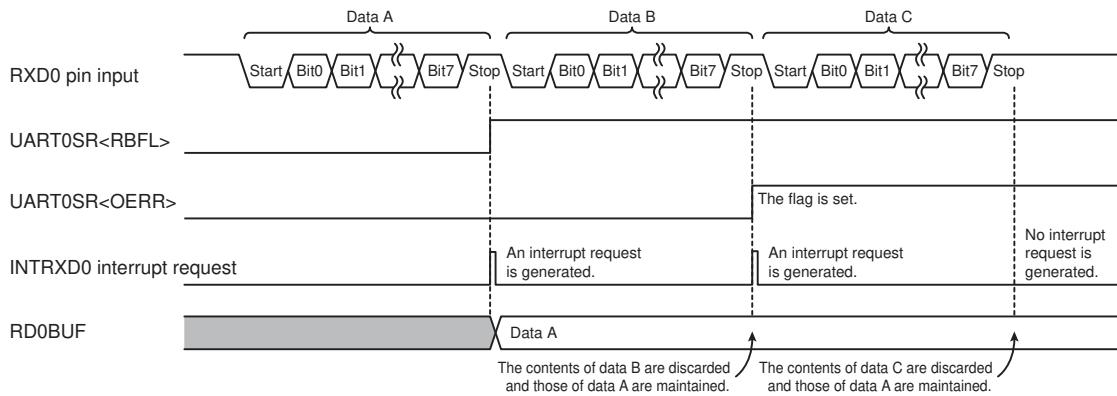 Data A
Data B
Data C
RXD0 pin input
Start Bit0 Bit1 Bit7 Stop Start Bit0 Bit1 Bit7 Stop Start Bit0 Bit1 Bit7 Stop
UART0SR<RBFL>
UART0SR<OERR>
The flag is set.
INTRXD0 interrupt request
An interrupt request
is generated.
An interrupt request
is generated.
No interrupt
request is
generated.
RD0BUF
Data A
The contents of data B are discarded
and those of data A are maintained.
The contents of data C are discarded
and those of data A are maintained.